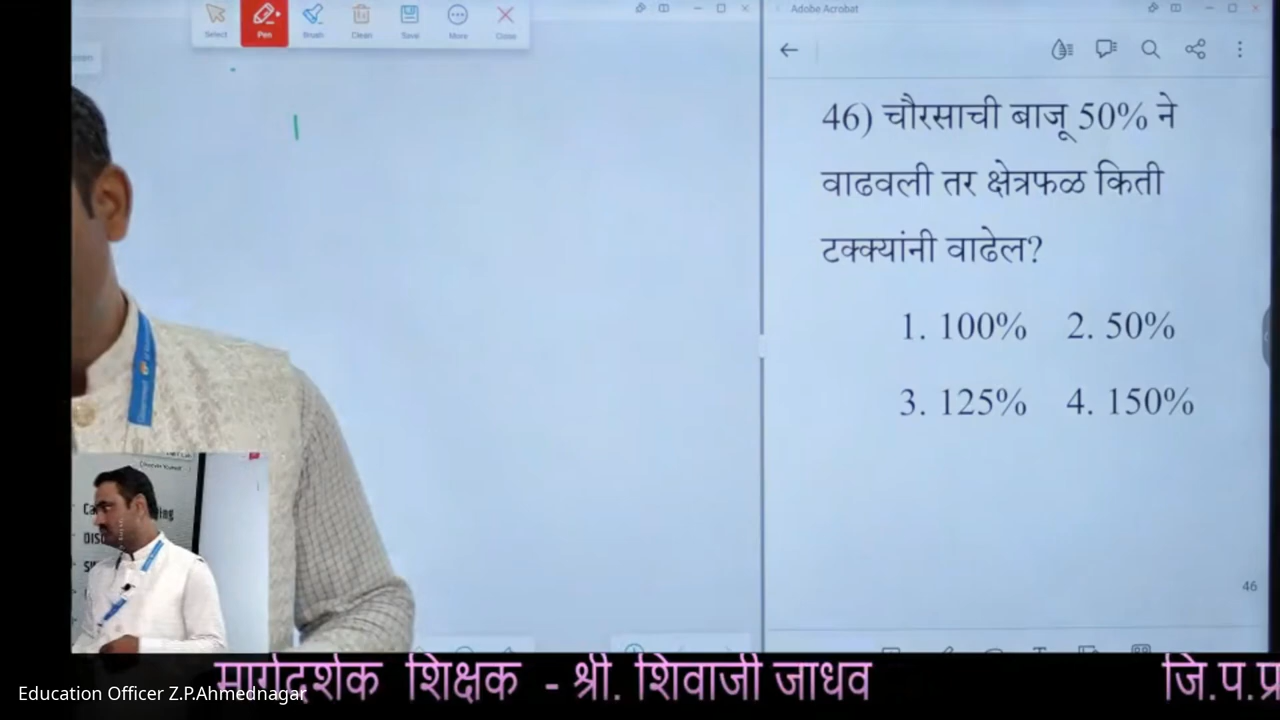 Select Pen Brush Clean Save More Close
Adobe Acrobat
46) चौरसाची बाजू 50% ने
वाढवली तर क्षेत्रफळ किती
टक्क्यांनी वाढेल?
1. 100% 2. 50%
3. 125% 4. 150%
46
मार्गदर्शक शिक्षक - श्री. शिवाजी जाधव
जि.प.प्र
Education Officer Z.P.Ahmednagar